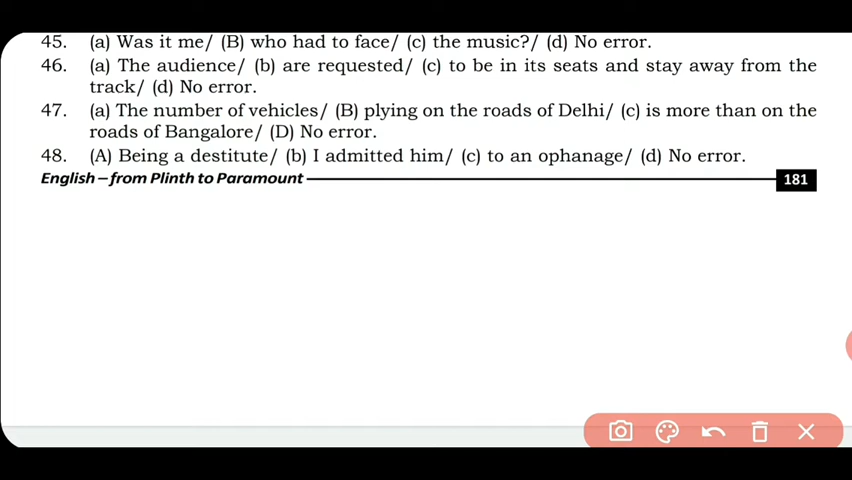 45. (a) Was it me/ (B) who had to face/ (c) the music?/ (d) No error.
46. (a) The audience/ (b) are requested/ (c) to be in its seats and stay away from the
track/ (d) No error.
47. (a) The number of vehicles/ (B) plying on the roads of Delhi/ (c) is more than on the
roads of Bangalore/ (D) No error.
48. (A) Being a destitute/ (b) I admitted him/ (c) to an ophanage/ (d) No error.
English – from Plinth to Paramount 181